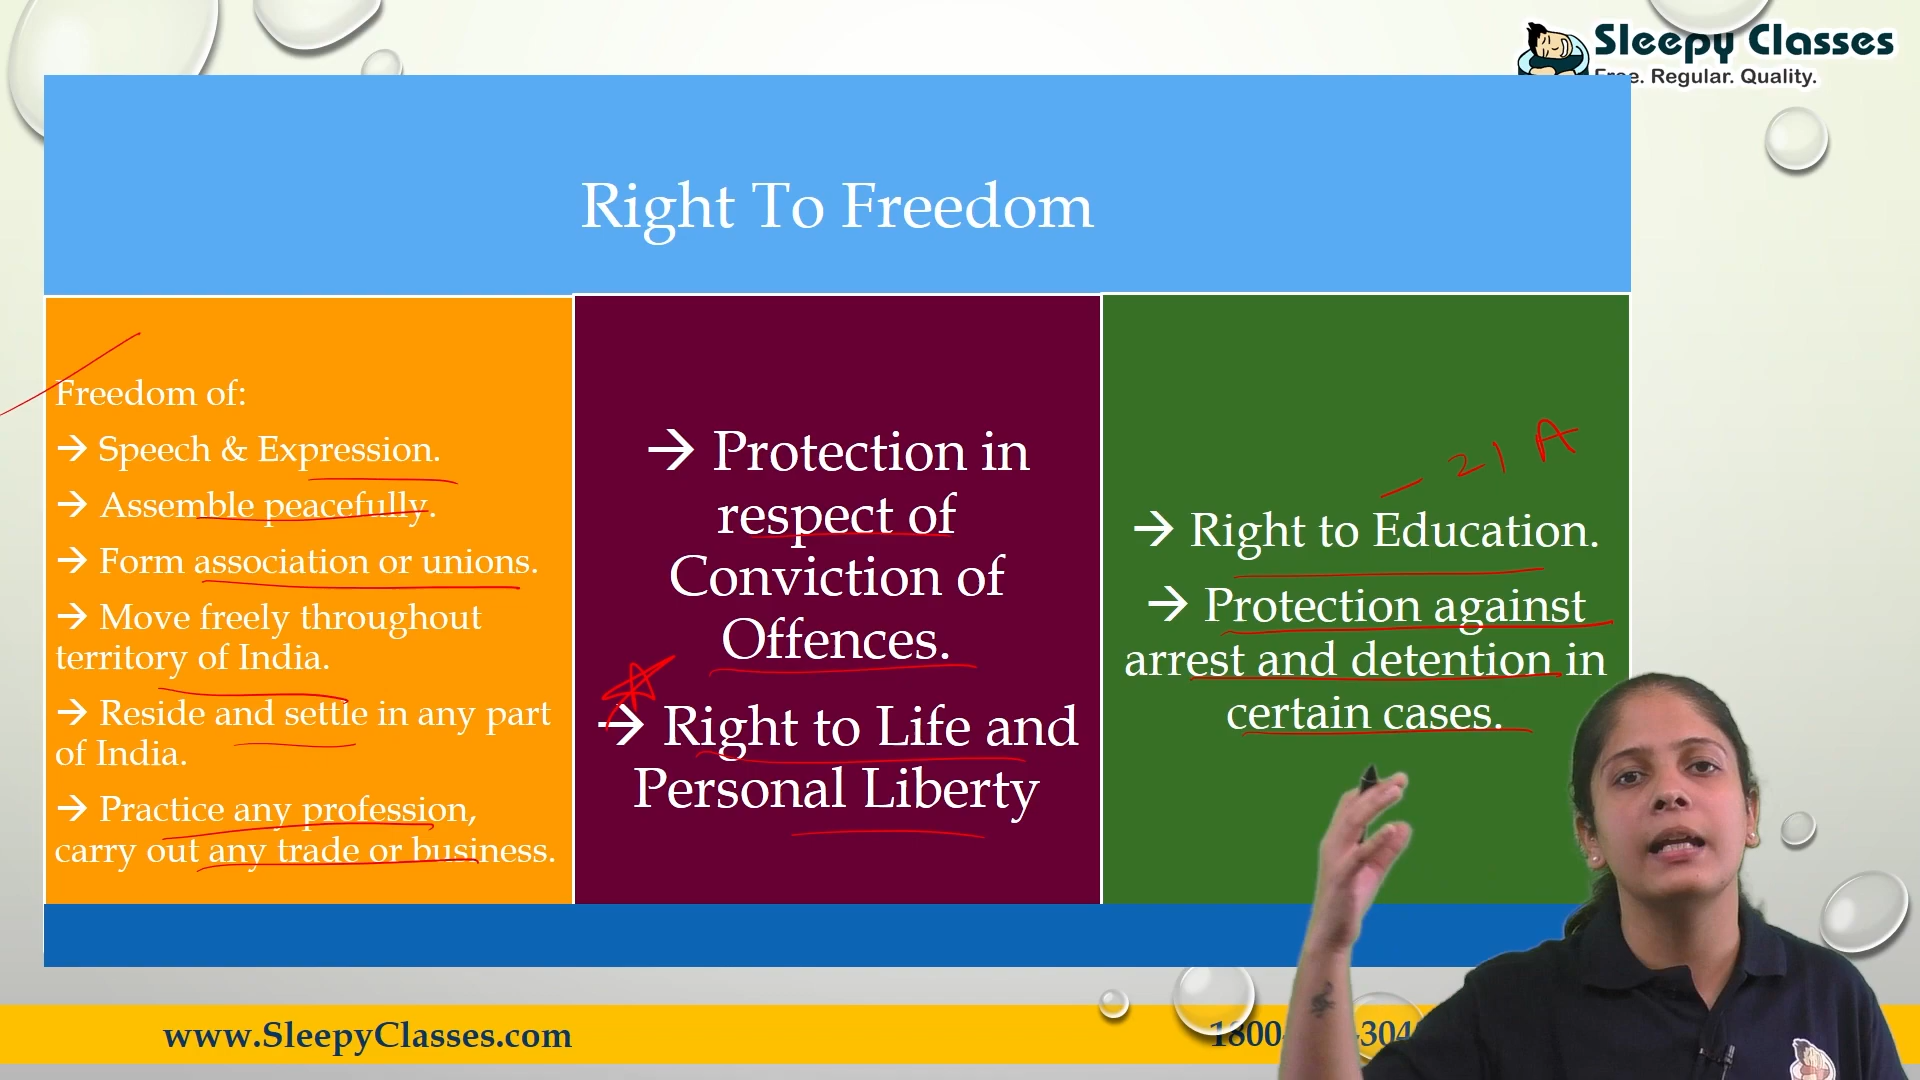 Sleepy Classes
Free. Regular. Quality.
Right To Freedom
Freedom of:
→ Speech & Expression.
→ Assemble peacefully.
→ Form association or unions.
→ Move freely throughout
territory of India.
→ Reside and settle in any part
of India.
→ Practice any profession,
carry out any trade or business.
→ Protection in
respect of
Conviction of
Offences.
→ Right to Life and
Personal Liberty
21 A
→ Right to Education.
→ Protection against
arrest and detention in
certain cases.
www.SleepyClasses.com
1800-